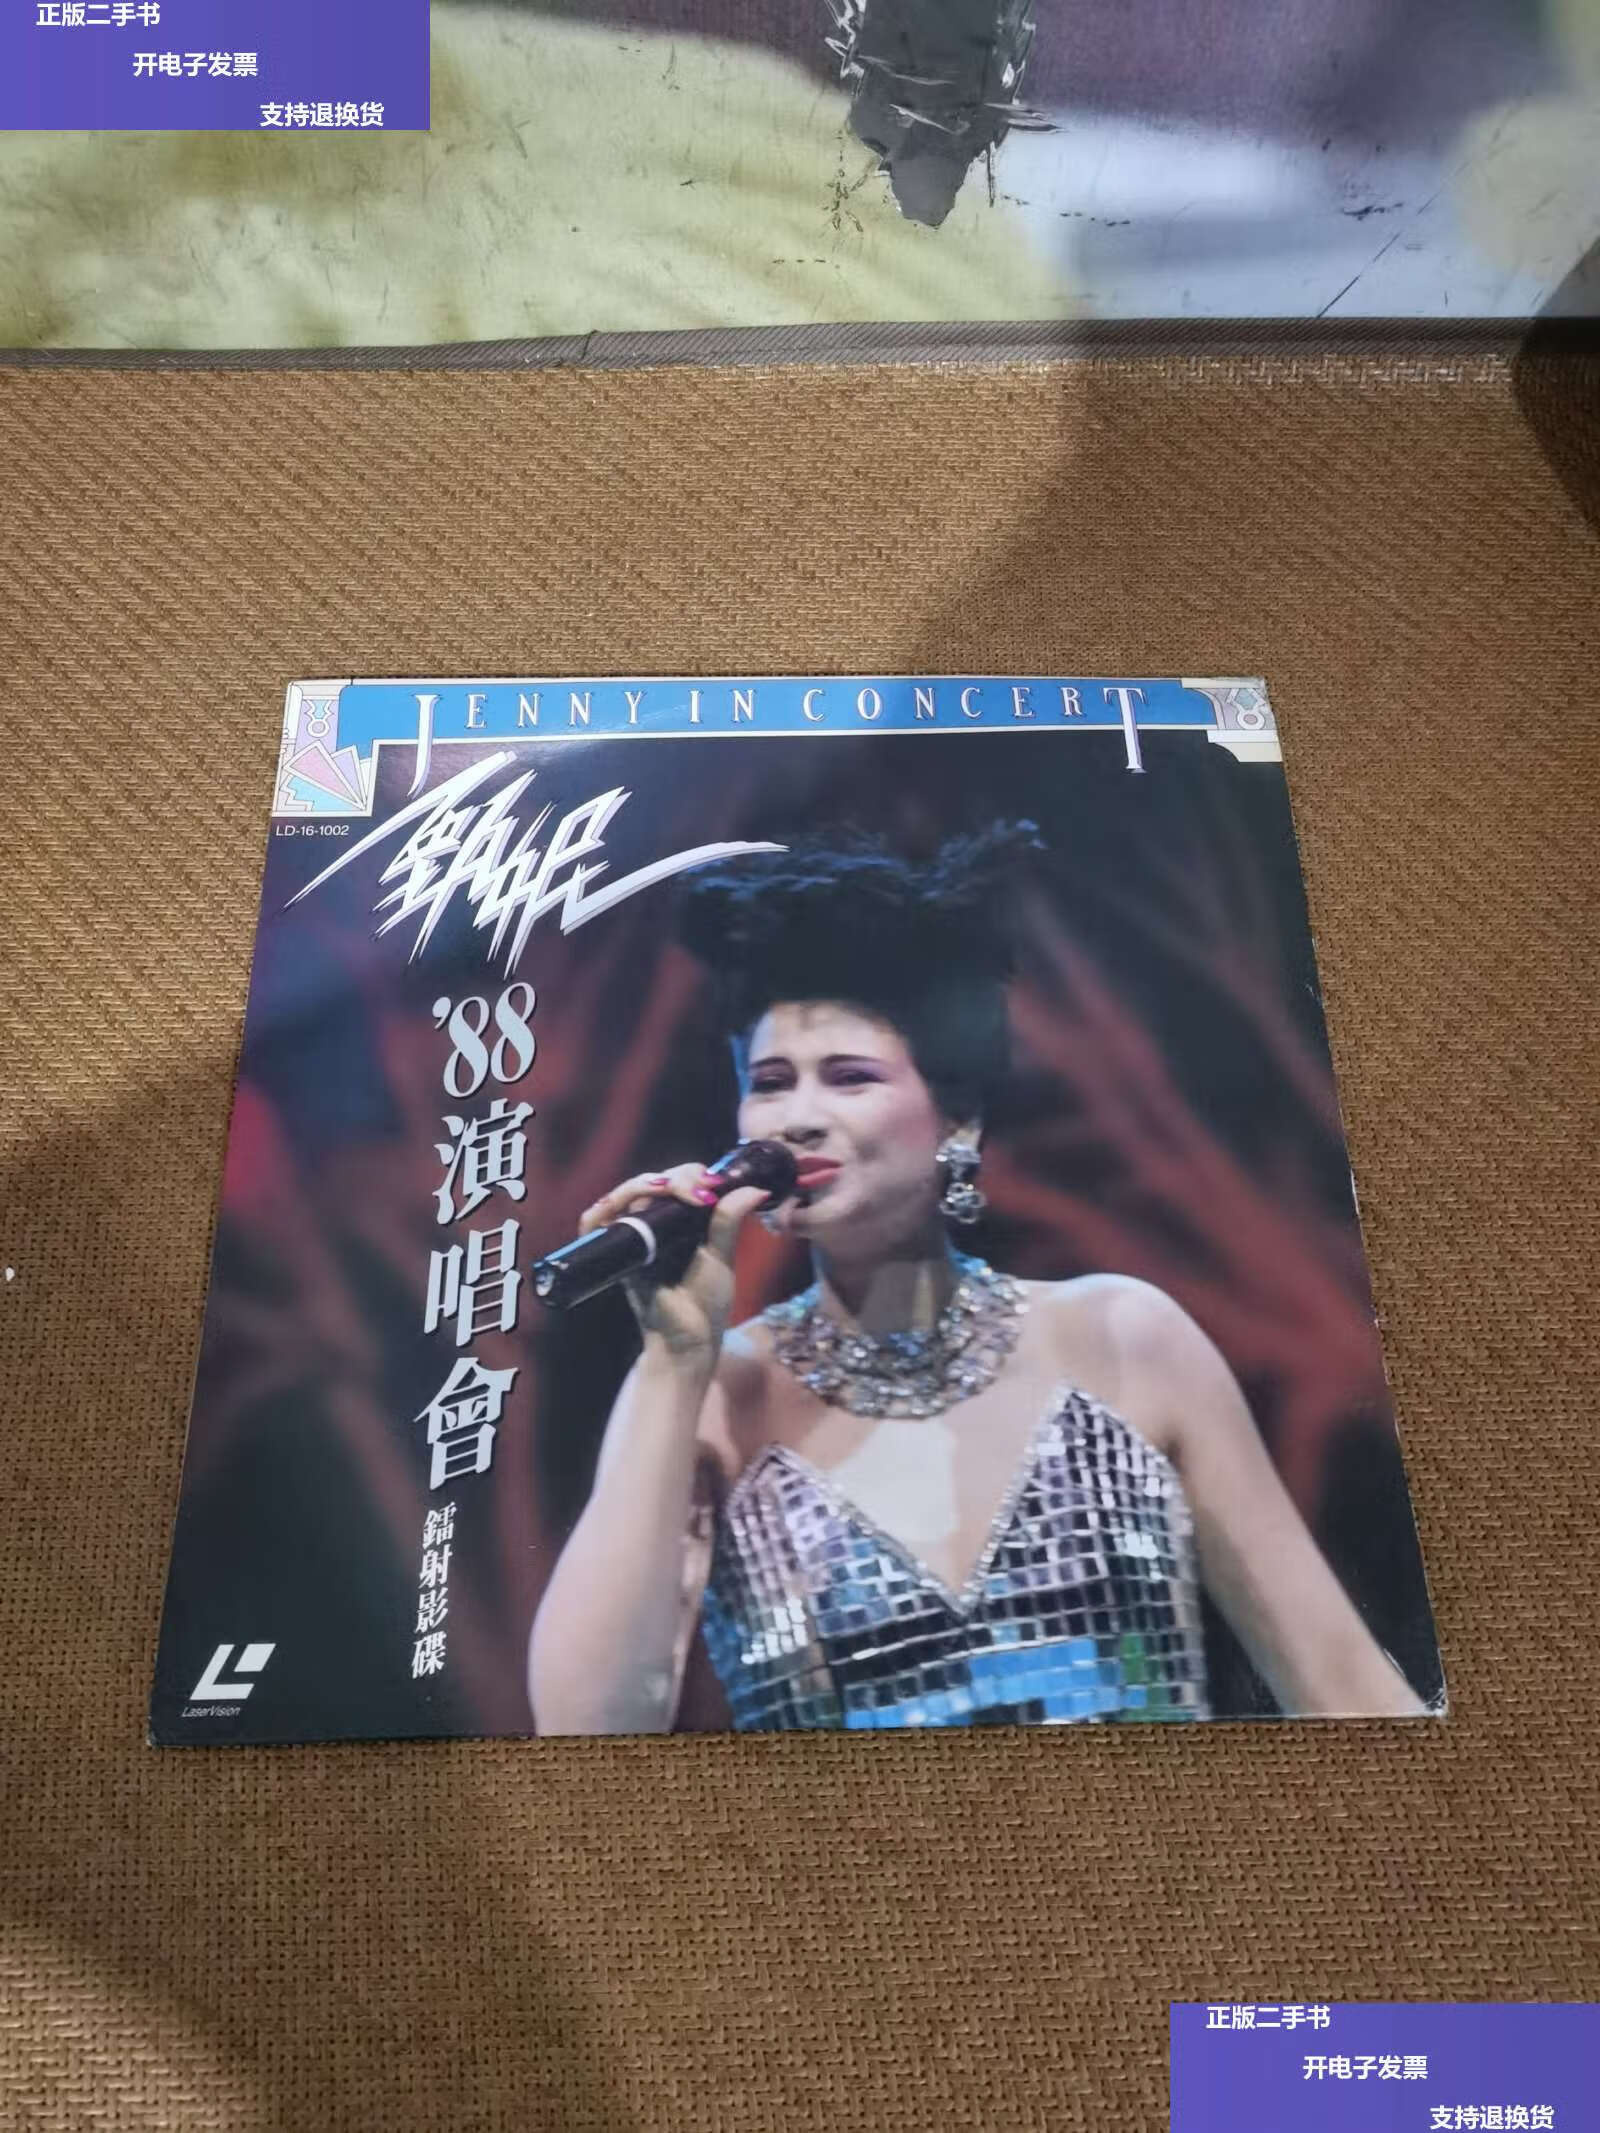 正版二手书
开电子发票
支持退换货
JENNY IN CONCERT
LD-16-1002
甄妮
'88演唱會
鐳射影碟
LaserVision
正版二手书
开电子发票
支持退换货